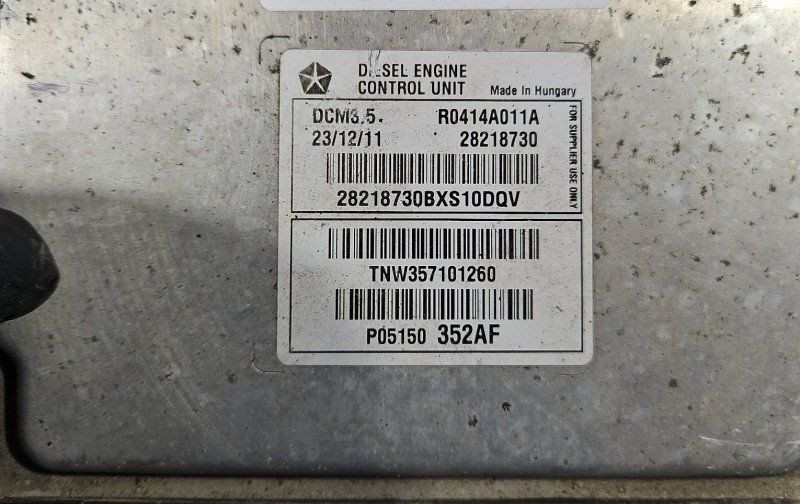 DIESEL ENGINE
CONTROL UNIT Made In Hungary
DCM3.5. R0414A011A
23/12/11 28218730
28218730BXS10DQV
FOR SUPPLIER USE ONLY
TNW357101260
P05150 352AF